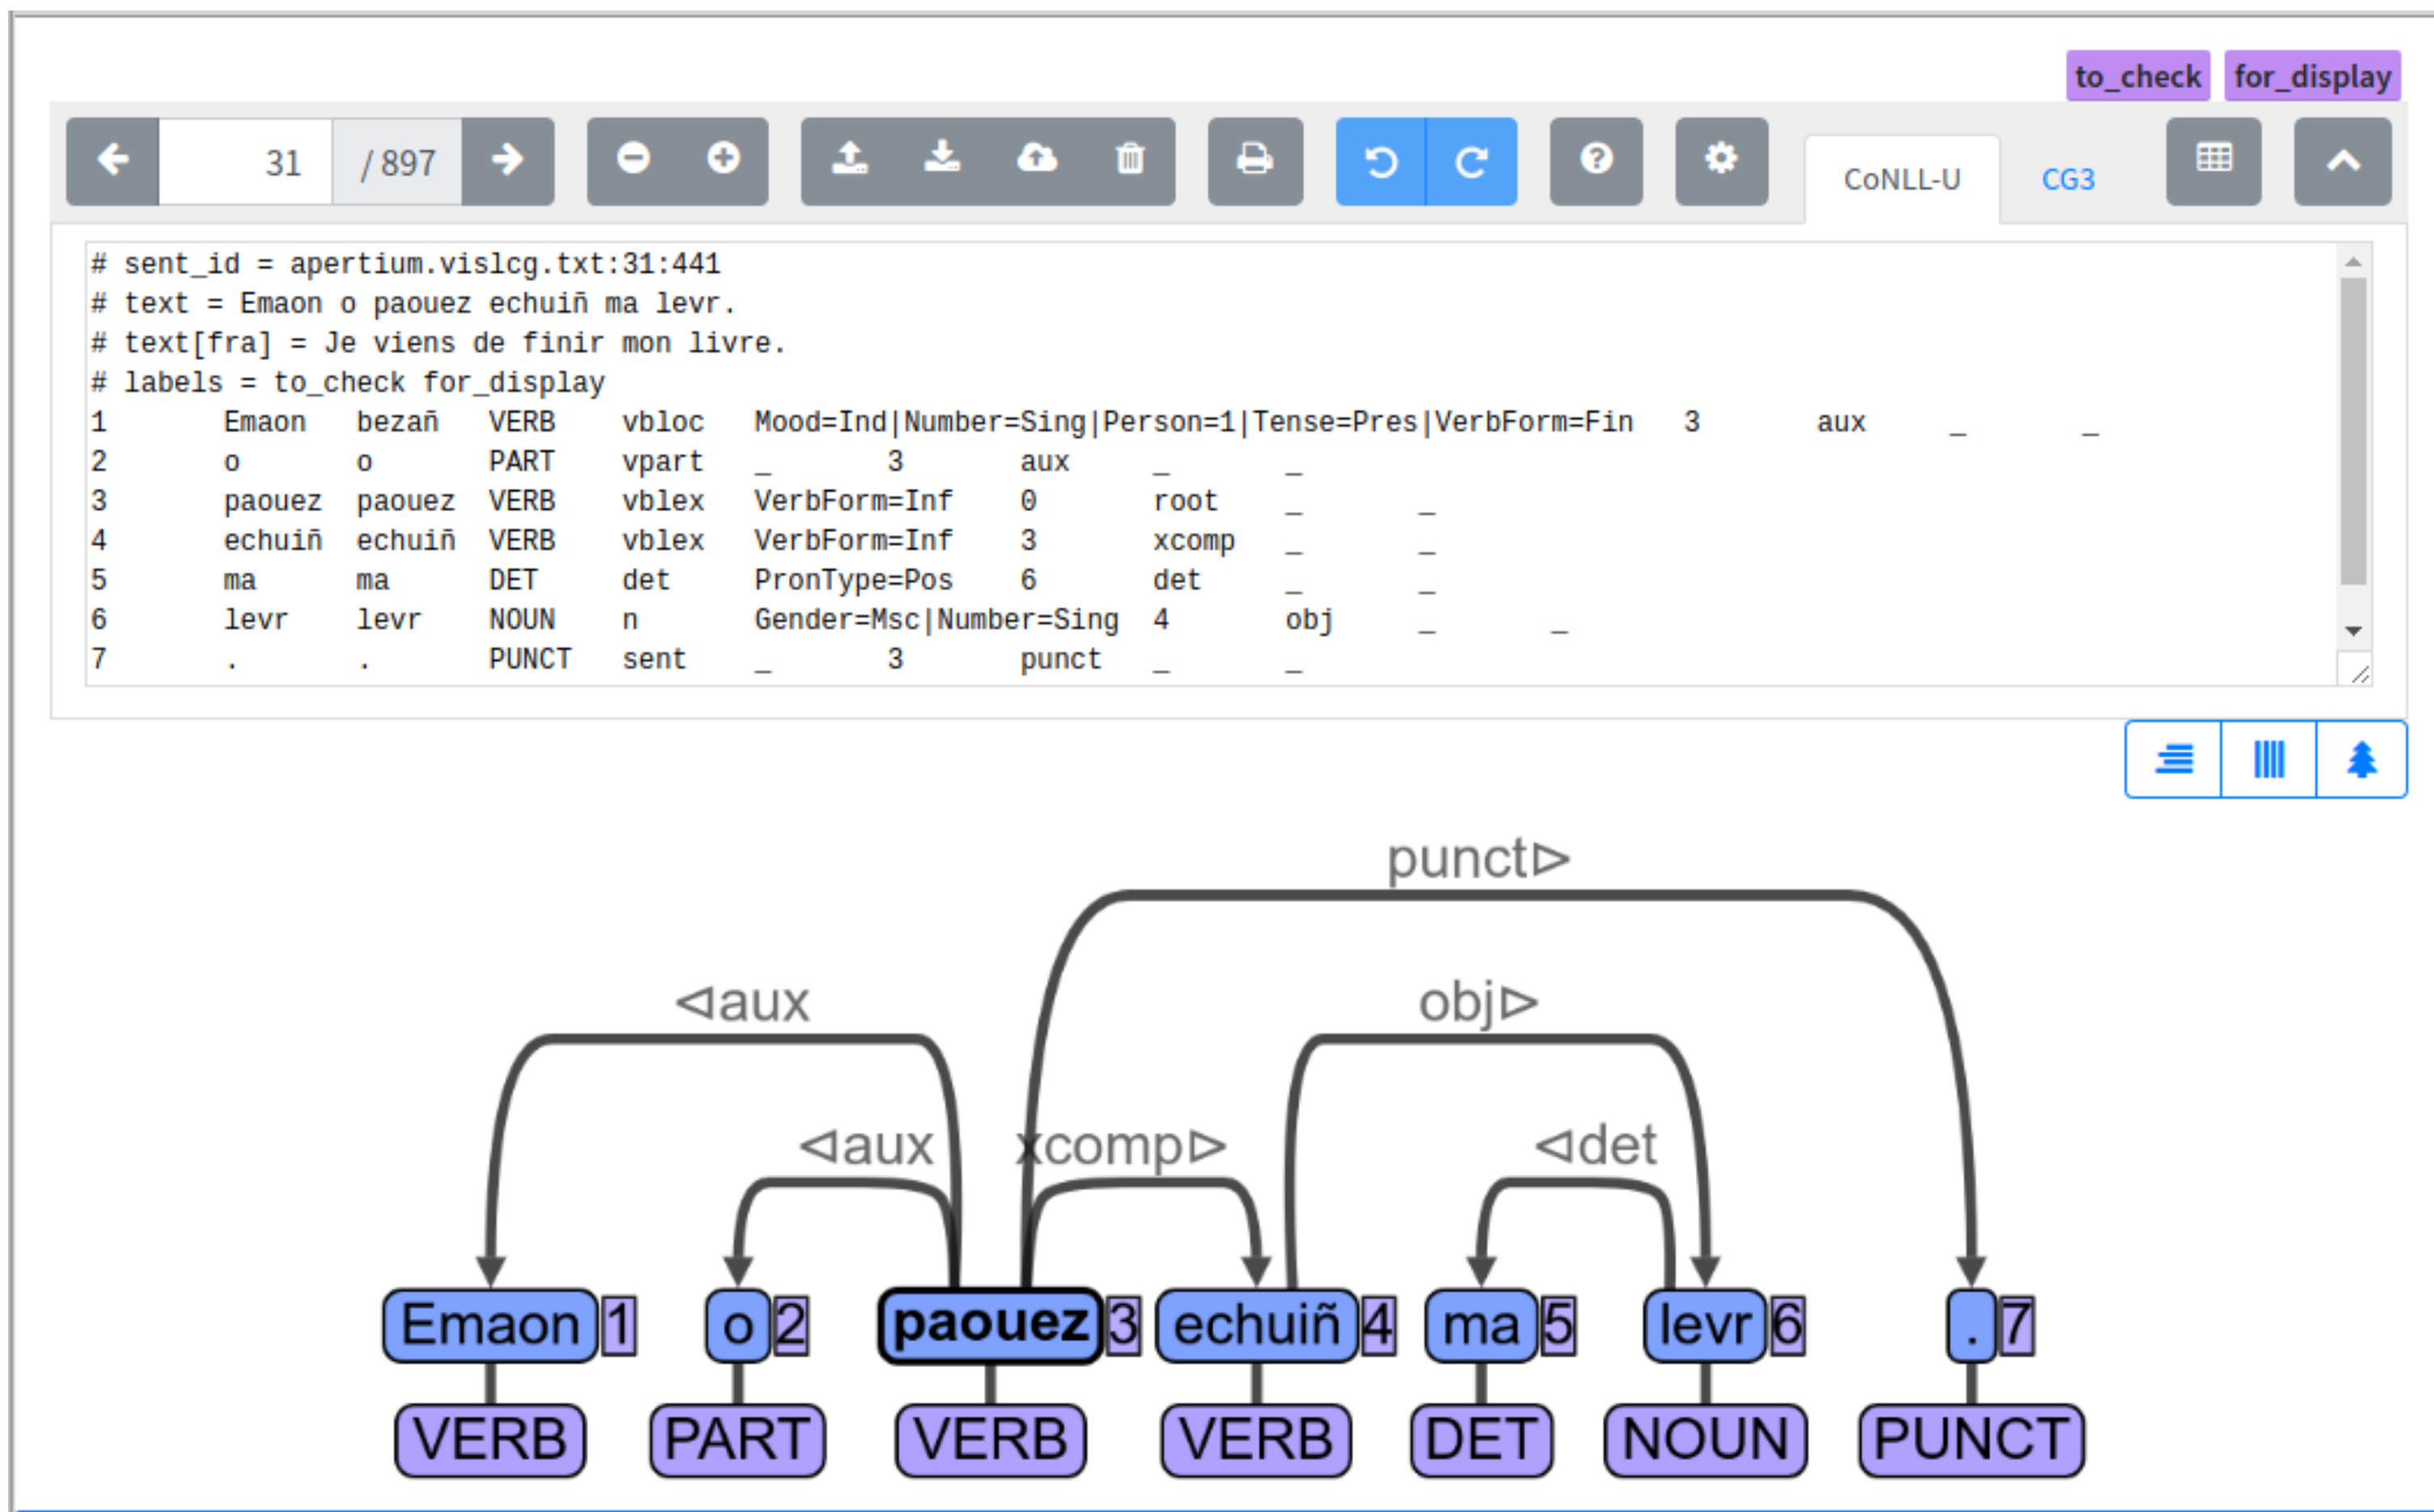 to_check for_display
31 / 897 CoNLL-U CG3
# sent_id = apertium.vislcg.txt:31:441
# text = Emaon o paouez echuiñ ma levr.
# text[fra] = Je viens de finir mon livre.
# labels = to_check for_display
1 Emaon bezañ VERB vbloc Mood=Ind|Number=Sing|Person=1|Tense=Pres|VerbForm=Fin 3 aux _ _
2 o o PART vpart _ 3 aux _ _
3 paouez paouez VERB vblex VerbForm=Inf 0 root _ _
4 echuiñ echuiñ VERB vblex VerbForm=Inf 3 xcomp _ _
5 ma ma DET det PronType=Pos 6 det _ _
6 levr levr NOUN n Gender=Msc|Number=Sing 4 obj _ _
7 . . PUNCT sent _ 3 punct _ _
punct⊳
⊲aux obj⊳
⊲aux xcomp⊳ ⊲det
Emaon 1 o 2 paouez 3 echuiñ 4 ma 5 levr 6 . 7
VERB PART VERB VERB DET NOUN PUNCT